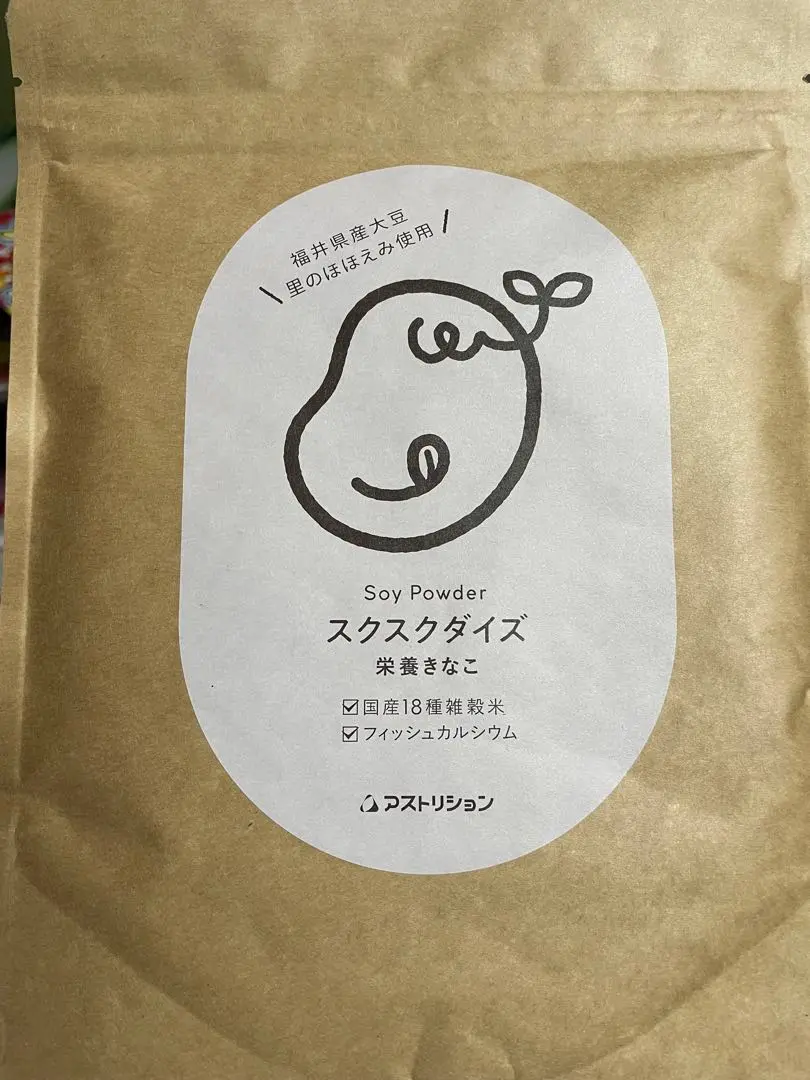 福井県産大豆
里のほほえみ使用
Soy Powder
スクスクダイズ
栄養きなこ
国産18種雑穀米
フィッシュカルシウム
アストリション